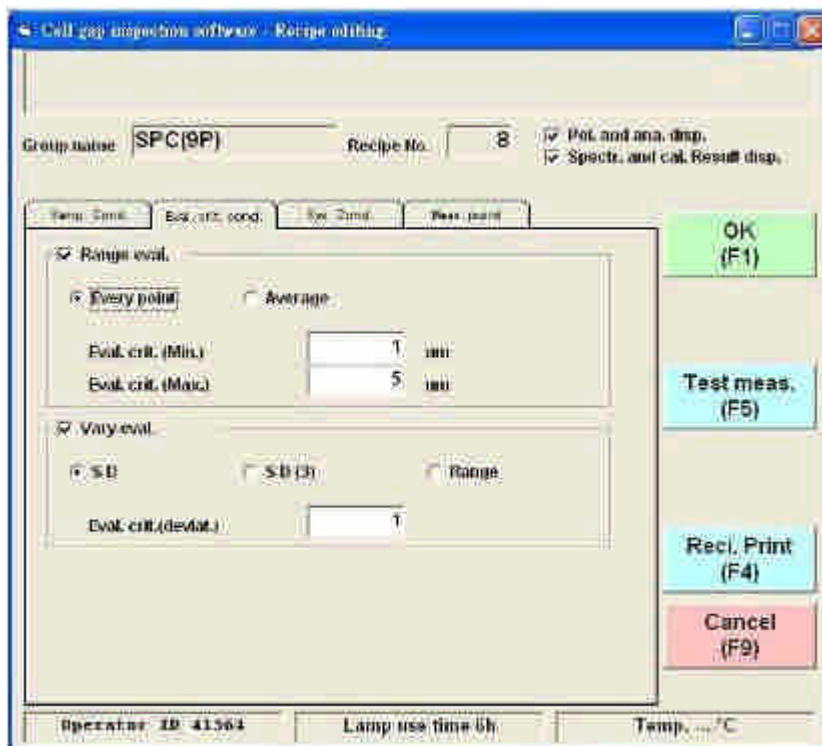 Cell gap inspection software - Recipe editing
Group name SPC(9P) Recipe No. 8
Pol. and ana. disp.
Spectr. and cal. Result disp.
Eval. crit. cond. Meas. point
OK
(F1)
Range eval.
Every point Average
Eval. crit. (Min.) 1
Eval. crit. (Max.) 5
Test meas.
(F5)
Vary eval.
S D S D (3) Range
Eval. crit.(deviat.) 1
Reci. Print
(F4)
Cancel
(F9)
Operator ID 41364 Lamp use time 6h Temp. ... °C